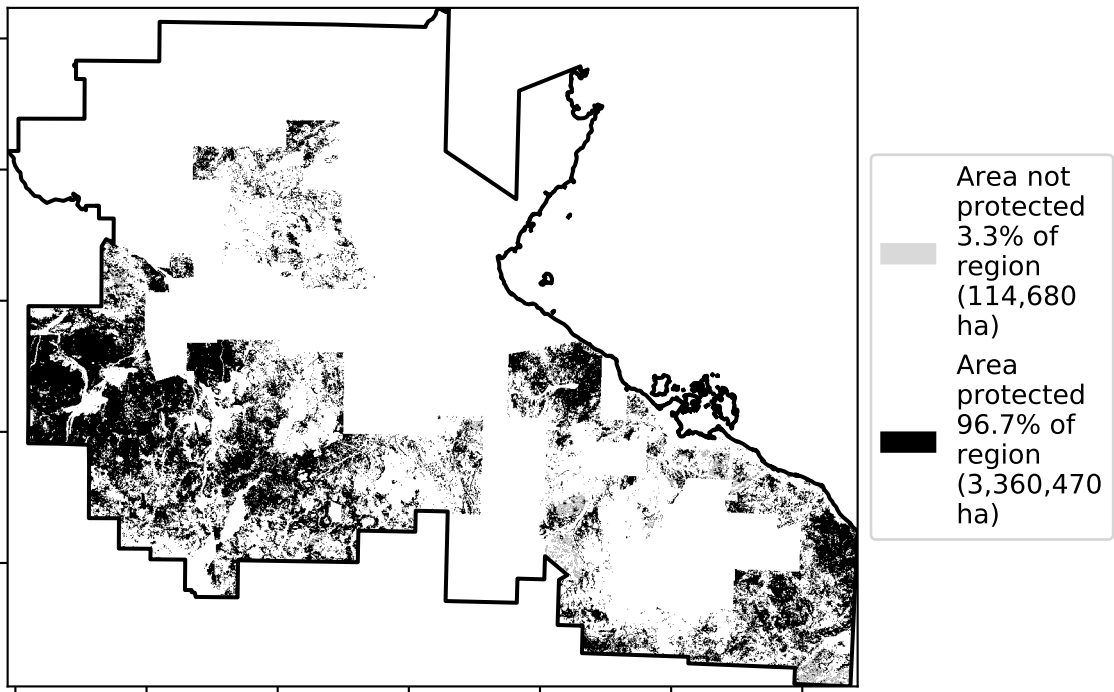 Area not
protected
3.3% of
region
(114,680
ha)
Area
protected
96.7% of
region
(3,360,470
ha)